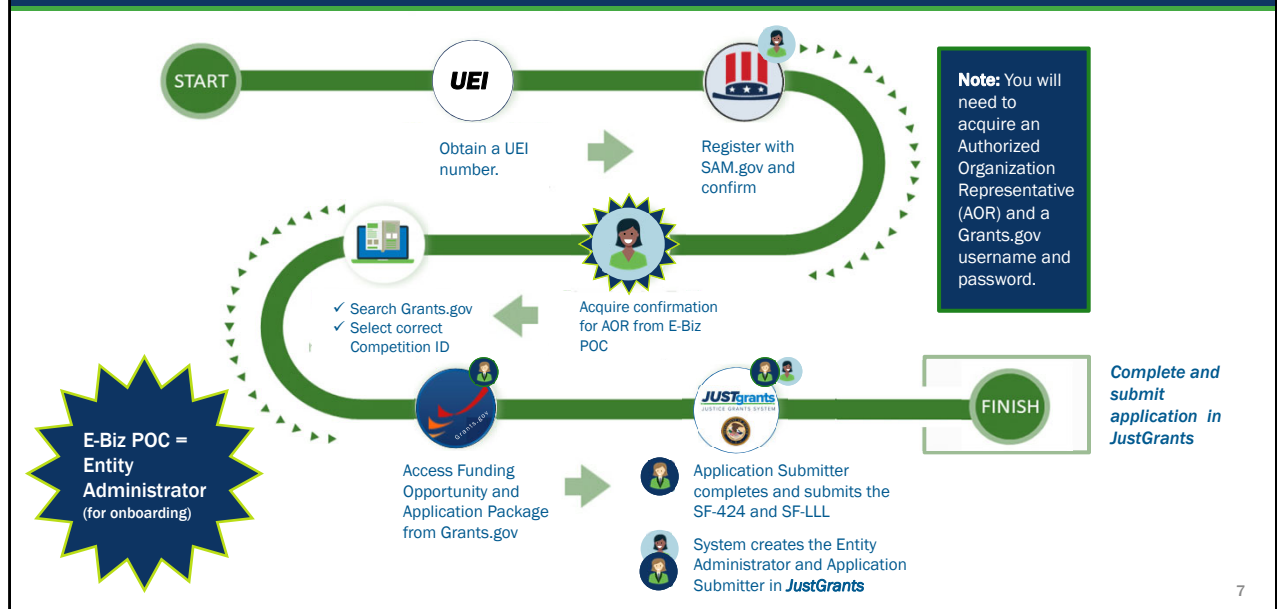 START
UEI
Obtain a UEI
number.
Register with
SAM.gov and
confirm
Note: You will
need to
acquire an
Authorized
Organization
Representative
(AOR) and a
Grants.gov
username and
password.
✓ Search Grants.gov
✓ Select correct
Competition ID
Acquire confirmation
for AOR from E-Biz
POC
E-Biz POC =
Entity
Administrator
(for onboarding)
Grants.gov
Access Funding
Opportunity and
Application Package
from Grants.gov
JUSTgrants
JUSTICE GRANTS SYSTEM
Application Submitter
completes and submits the
SF-424 and SF-LLL
System creates the Entity
Administrator and Application
Submitter in JustGrants
FINISH
Complete and
submit
application in
JustGrants
7